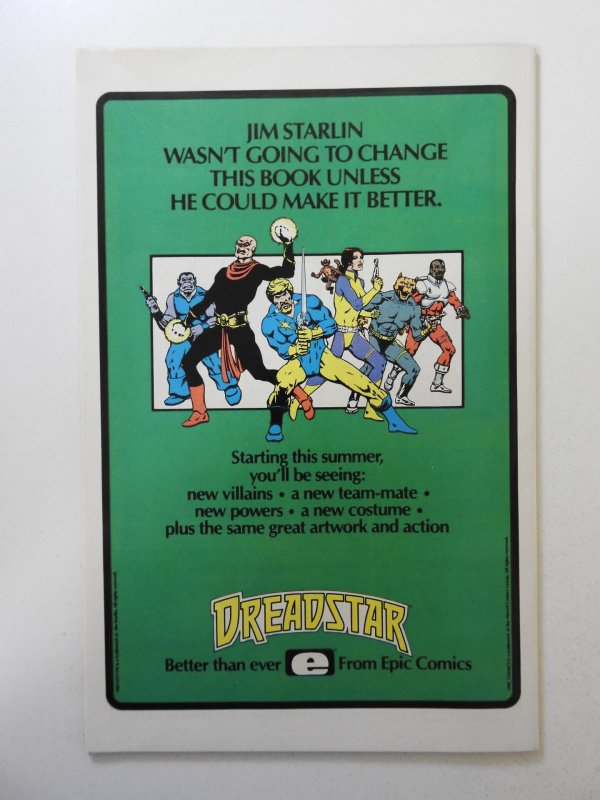 JIM STARLIN
WASN'T GOING TO CHANGE
THIS BOOK UNLESS
HE COULD MAKE IT BETTER.
Starting this summer,
you'll be seeing:
new villains • a new team-mate •
new powers • a new costume •
plus the same great artwork and action
DREADSTAR
Better than ever e From Epic Comics